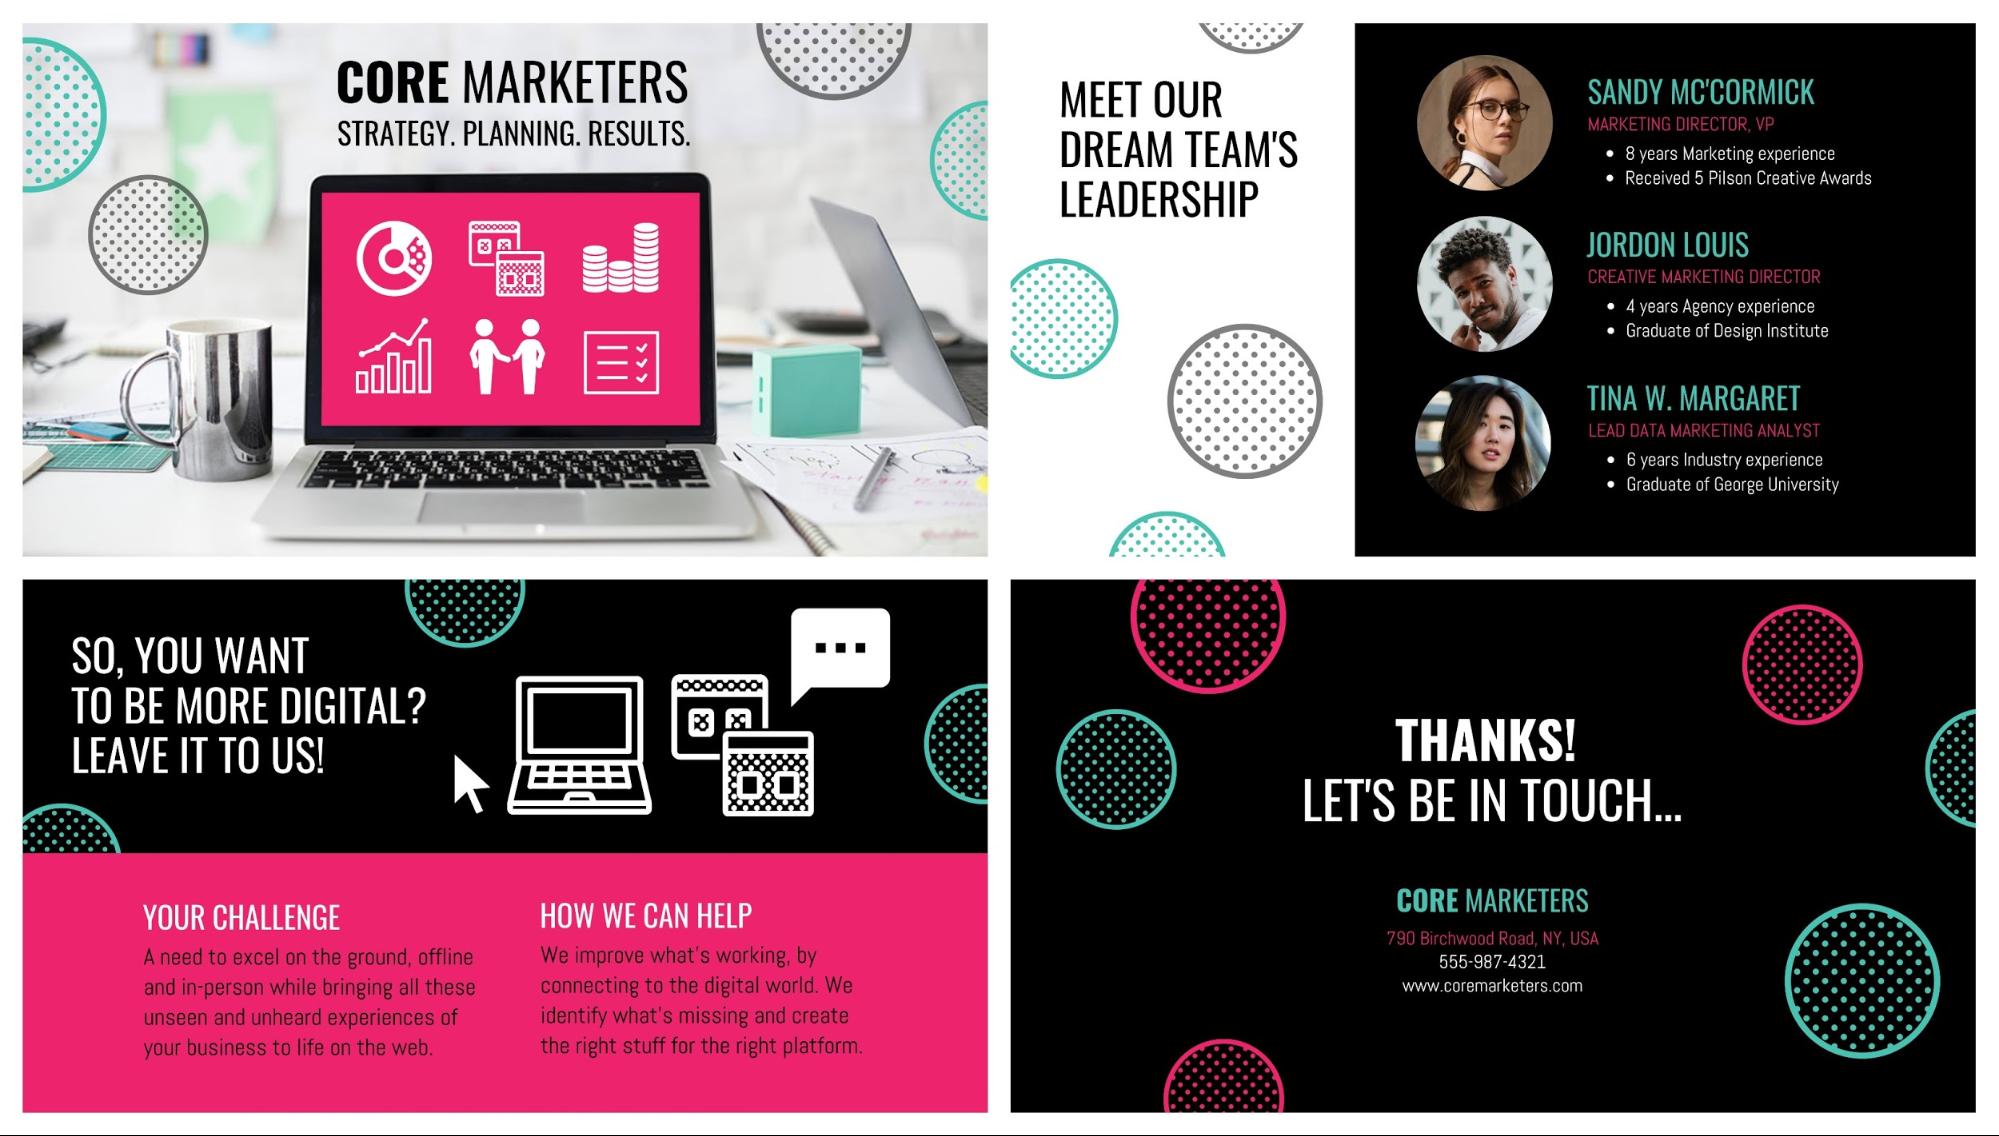 CORE MARKETERS
STRATEGY. PLANNING. RESULTS.
MEET OUR
DREAM TEAM'S
LEADERSHIP
SANDY MC'CORMICK
MARKETING DIRECTOR, VP
• 8 years Marketing experience
• Received 5 Pilson Creative Awards
JORDON LOUIS
CREATIVE MARKETING DIRECTOR
• 4 years Agency experience
• Graduate of Design Institute
TINA W. MARGARET
LEAD DATA MARKETING ANALYST
• 6 years Industry experience
• Graduate of George University
SO, YOU WANT
TO BE MORE DIGITAL?
LEAVE IT TO US!
YOUR CHALLENGE
A need to excel on the ground, offline
and in-person while bringing all these
unseen and unheard experiences of
your business to life on the web.
HOW WE CAN HELP
We improve what's working, by
connecting to the digital world. We
identify what's missing and create
the right stuff for the right platform.
THANKS!
LET'S BE IN TOUCH...
CORE MARKETERS
790 Birchwood Road, NY, USA
555-987-4321
www.coremarketers.com